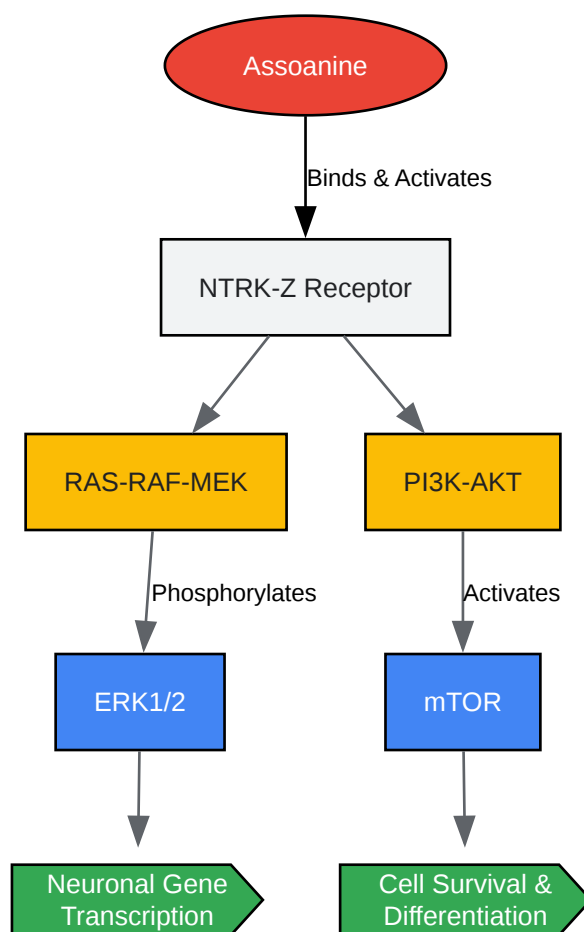 Assoanine
Binds & Activates
NTRK-Z Receptor
RAS-RAF-MEK
PI3K-AKT
Phosphorylates
Activates
ERK1/2
mTOR
Neuronal Gene
Transcription
Cell Survival &
Differentiation